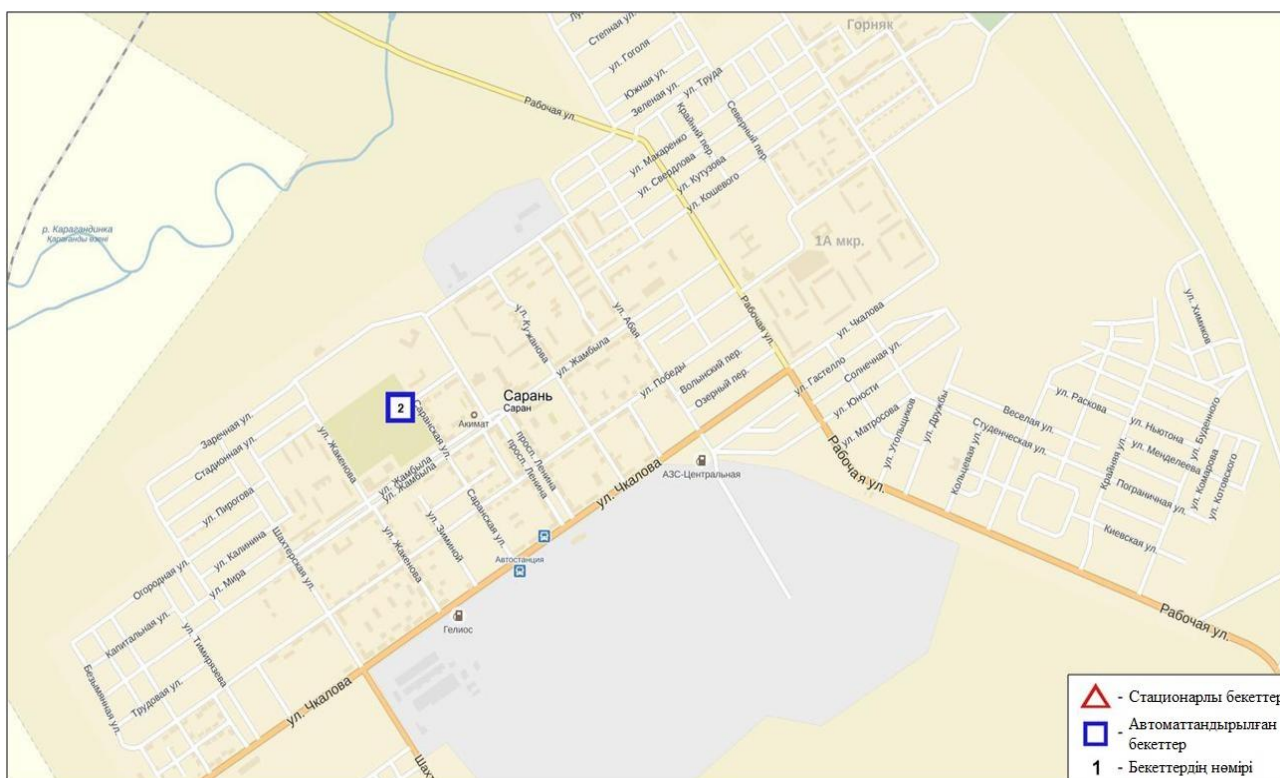 Горняк
Степная ул.
ул. Гоголя
Южная ул.
Зеленая ул.
ул. Труда
Рабочая ул.
Крайний пер.
Северный пер.
ул. Макаренко
ул. Свердлова
ул. Кутузова
ул. Кошевого
р. Карагандинка
Қарағанды өзені
1А мкр.
ул. Химиков
Рабочая ул.
ул. Абая
ул. Кужанова
ул. Жамбыла
ул. Чкалова
ул. Победы
Волынский пер.
Озерный пер.
ул. Гастелло
Солнечная ул.
ул. Юности
ул. Матросова
ул. Угольщиков
ул. Дружбы
Веселая ул.
Студенческая ул.
Кольцевая ул.
ул. Раскова
ул. Ньютона
ул. Менделеева
ул. Буденного
Крайняя ул.
Пограничная ул.
ул. Комарова
ул. Котовского
Киевская ул.
Сарань
Саран
2
Саранская ул.
Акимат
Заречная ул.
Стадионная ул.
ул. Жакенова
ул. Жамбыла
ул. Жамбыла
просп. Ленина
просп. Ленина
АЗС-Центральная
ул. Чкалова
Рабочая ул.
ул. Пирогова
Шахтерская ул.
ул. Калинина
ул. Мира
Огородная ул.
ул. Жакенова
ул. Зиминой
Саранская ул.
Автостанция
Гелиос
Капитальная ул.
ул. Тимирязева
Безымянная ул.
Трудовая ул.
ул. Чкалова
Рабочая ул.
- Стационарлы бекеттер
- Автоматтандырылған
бекеттер
1 - Бекеттердің нөмірі